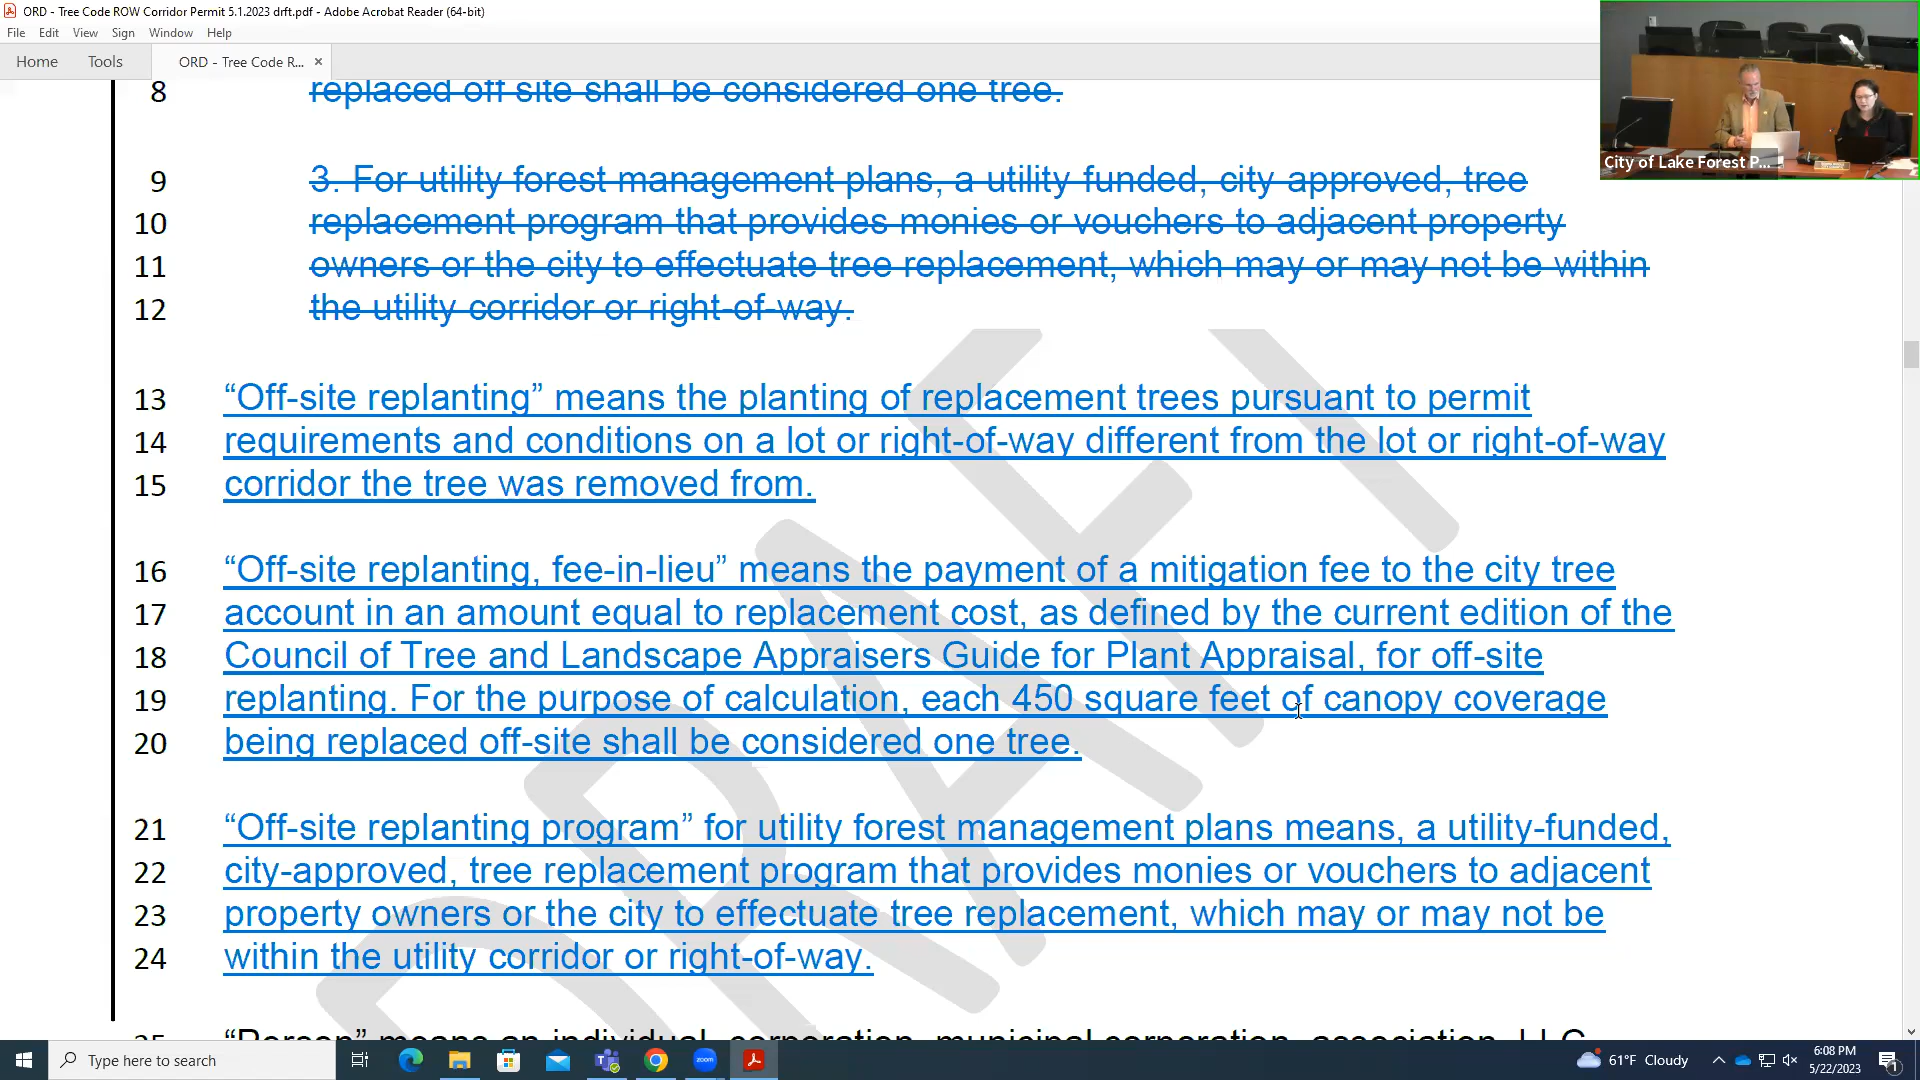 ORD - Tree Code ROW Corridor Permit 5.1.2023 drft.pdf - Adobe Acrobat Reader (64-bit)
File Edit View Sign Window Help
Home Tools ORD - Tree Code R... ×
8 replaced off site shall be considered one tree.
9 3. For utility forest management plans, a utility funded, city approved, tree
10 replacement program that provides monies or vouchers to adjacent property
11 owners or the city to effectuate tree replacement, which may or may not be within
12 the utility corridor or right-of-way.
13 “Off-site replanting” means the planting of replacement trees pursuant to permit
14 requirements and conditions on a lot or right-of-way different from the lot or right-of-way
15 corridor the tree was removed from.
16 “Off-site replanting, fee-in-lieu” means the payment of a mitigation fee to the city tree
17 account in an amount equal to replacement cost, as defined by the current edition of the
18 Council of Tree and Landscape Appraisers Guide for Plant Appraisal, for off-site
19 replanting. For the purpose of calculation, each 450 square feet of canopy coverage
20 being replaced off-site shall be considered one tree.
21 “Off-site replanting program” for utility forest management plans means, a utility-funded,
22 city-approved, tree replacement program that provides monies or vouchers to adjacent
23 property owners or the city to effectuate tree replacement, which may or may not be
24 within the utility corridor or right-of-way.
25 “Person” means an individual, corporation, municipal corporation, association, LLC
DRAFT
City of Lake Forest P...
Type here to search
zoom
61°F Cloudy
6:08 PM
5/22/2023
1